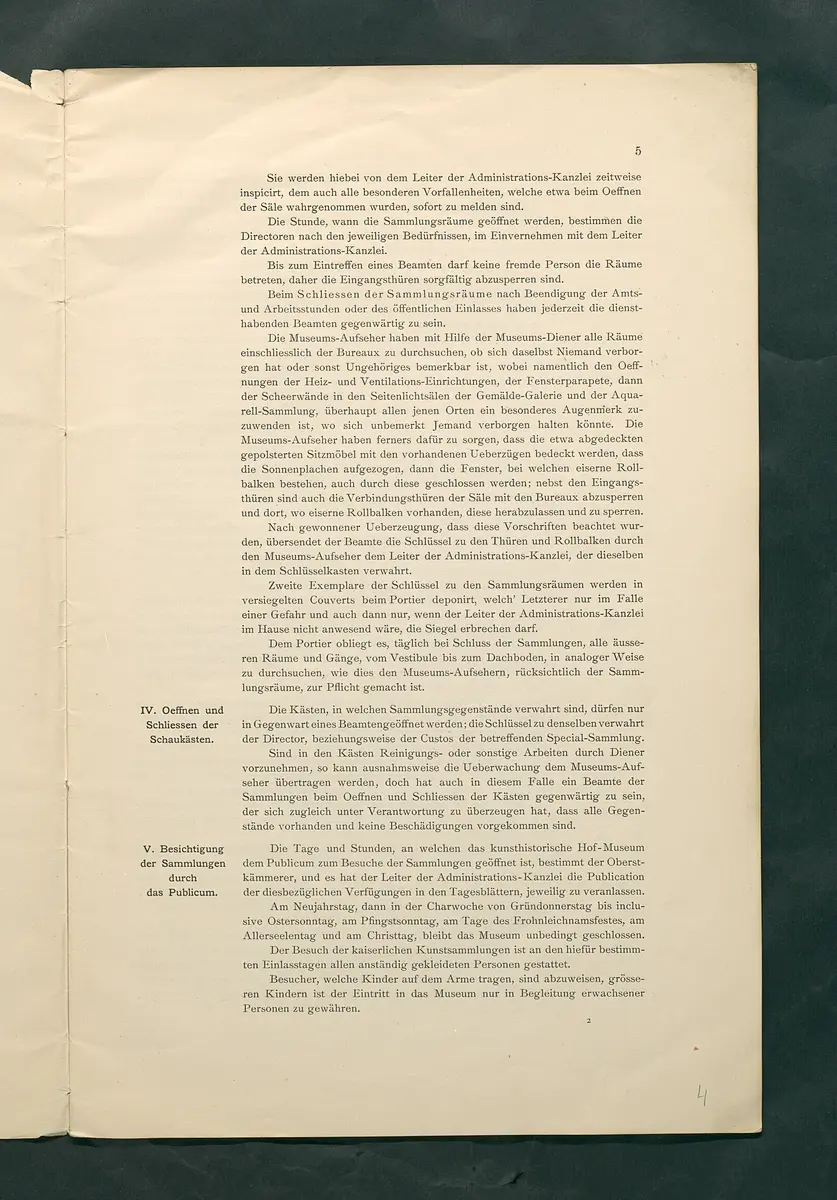 5
Sie werden hiebei von dem Leiter der Administrations-Kanzlei zeitweise
inspicirt, dem auch alle besonderen Vorfallenheiten, welche etwa beim Oeffnen
der Säle wahrgenommen wurden, sofort zu melden sind.
Die Stunde, wann die Sammlungsräume geöffnet werden, bestimmen die
Directoren nach den jeweiligen Bedürfnissen, im Einvernehmen mit dem Leiter
der Administrations-Kanzlei.
Bis zum Eintreffen eines Beamten darf keine fremde Person die Räume
betreten, daher die Eingangsthüren sorgfältig abzusperren sind.
Beim Schliessen der Sammlungsräume nach Beendigung der Amts-
und Arbeitsstunden oder des öffentlichen Einlasses haben jederzeit die dienst-
habenden Beamten gegenwärtig zu sein.
Die Museums-Aufseher haben mit Hilfe der Museums-Diener alle Räume
einschliesslich der Bureaux zu durchsuchen, ob sich daselbst Niemand verbor-
gen hat oder sonst Ungehöriges bemerkbar ist, wobei namentlich den Oeff-
nungen der Heiz- und Ventilations-Einrichtungen, der Fensterparapete, dann
der Scheerwände in den Seitenlichtsälen der Gemälde-Galerie und der Aqua-
rell-Sammlung, überhaupt allen jenen Orten ein besonderes Augenmerk zu-
zuwenden ist, wo sich unbemerkt Jemand verborgen halten könnte. Die
Museums-Aufseher haben ferners dafür zu sorgen, dass die etwa abgedeckten
gepolsterten Sitzmöbel mit den vorhandenen Ueberzügen bedeckt werden, dass
die Sonnenplachen aufgezogen, dann die Fenster, bei welchen eiserne Roll-
balken bestehen, auch durch diese geschlossen werden; nebst den Eingangs-
thüren sind auch die Verbindungsthüren der Säle mit den Bureaux abzusperren
und dort, wo eiserne Rollbalken vorhanden, diese herabzulassen und zu sperren.
Nach gewonnener Ueberzeugung, dass diese Vorschriften beachtet wur-
den, übersendet der Beamte die Schlüssel zu den Thüren und Rollbalken durch
den Museums-Aufseher dem Leiter der Administrations-Kanzlei, der dieselben
in dem Schlüsselkasten verwahrt.
Zweite Exemplare der Schlüssel zu den Sammlungsräumen werden in
versiegelten Couverts beim Portier deponirt, welch' Letzterer nur im Falle
einer Gefahr und auch dann nur, wenn der Leiter der Administrations-Kanzlei
im Hause nicht anwesend wäre, die Siegel erbrechen darf.
Dem Portier obliegt es, täglich bei Schluss der Sammlungen, alle äusse-
ren Räume und Gänge, vom Vestibule bis zum Dachboden, in analoger Weise
zu durchsuchen, wie dies den Museums-Aufsehern, rücksichtlich der Samm-
lungsräume, zur Pflicht gemacht ist.
IV. Oeffnen und
Schliessen der
Schaukästen.
Die Kästen, in welchen Sammlungsgegenstände verwahrt sind, dürfen nur
in Gegenwart eines Beamten geöffnet werden; die Schlüssel zu denselben verwahrt
der Director, beziehungsweise der Custos der betreffenden Special-Sammlung.
Sind in den Kästen Reinigungs- oder sonstige Arbeiten durch Diener
vorzunehmen, so kann ausnahmsweise die Ueberwachung dem Museums-Auf-
seher übertragen werden, doch hat auch in diesem Falle ein Beamte der
Sammlungen beim Oeffnen und Schliessen der Kästen gegenwärtig zu sein,
der sich zugleich unter Verantwortung zu überzeugen hat, dass alle Gegen-
stände vorhanden und keine Beschädigungen vorgekommen sind.
V. Besichtigung
der Sammlungen
durch
das Publicum.
Die Tage und Stunden, an welchen das kunsthistorische Hof-Museum
dem Publicum zum Besuche der Sammlungen geöffnet ist, bestimmt der Oberst-
kämmerer, und es hat der Leiter der Administrations-Kanzlei die Publication
der diesbezüglichen Verfügungen in den Tagesblättern, jeweilig zu veranlassen.
Am Neujahrstag, dann in der Charwoche von Gründonnerstag bis inclu-
sive Ostersonntag, am Pfingstsonntag, am Tage des Frohnleichnamsfestes, am
Allerseelentag und am Christtag, bleibt das Museum unbedingt geschlossen.
Der Besuch der kaiserlichen Kunstsammlungen ist an den hiefür bestimm-
ten Einlasstagen allen anständig gekleideten Personen gestattet.
Besucher, welche Kinder auf dem Arme tragen, sind abzuweisen, grösse-
ren Kindern ist der Eintritt in das Museum nur in Begleitung erwachsener
Personen zu gewähren.
2
4